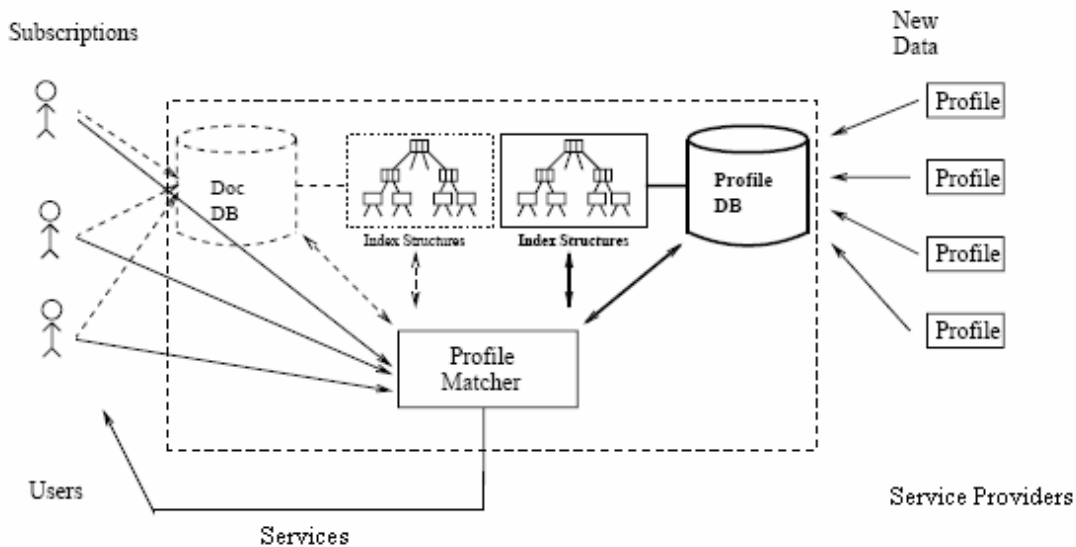 Subscriptions
New
Data
Profile
Profile
Profile
Profile
Doc
DB
Index Structures
Index Structures
Profile
DB
Profile
Matcher
Users
Services
Service Providers